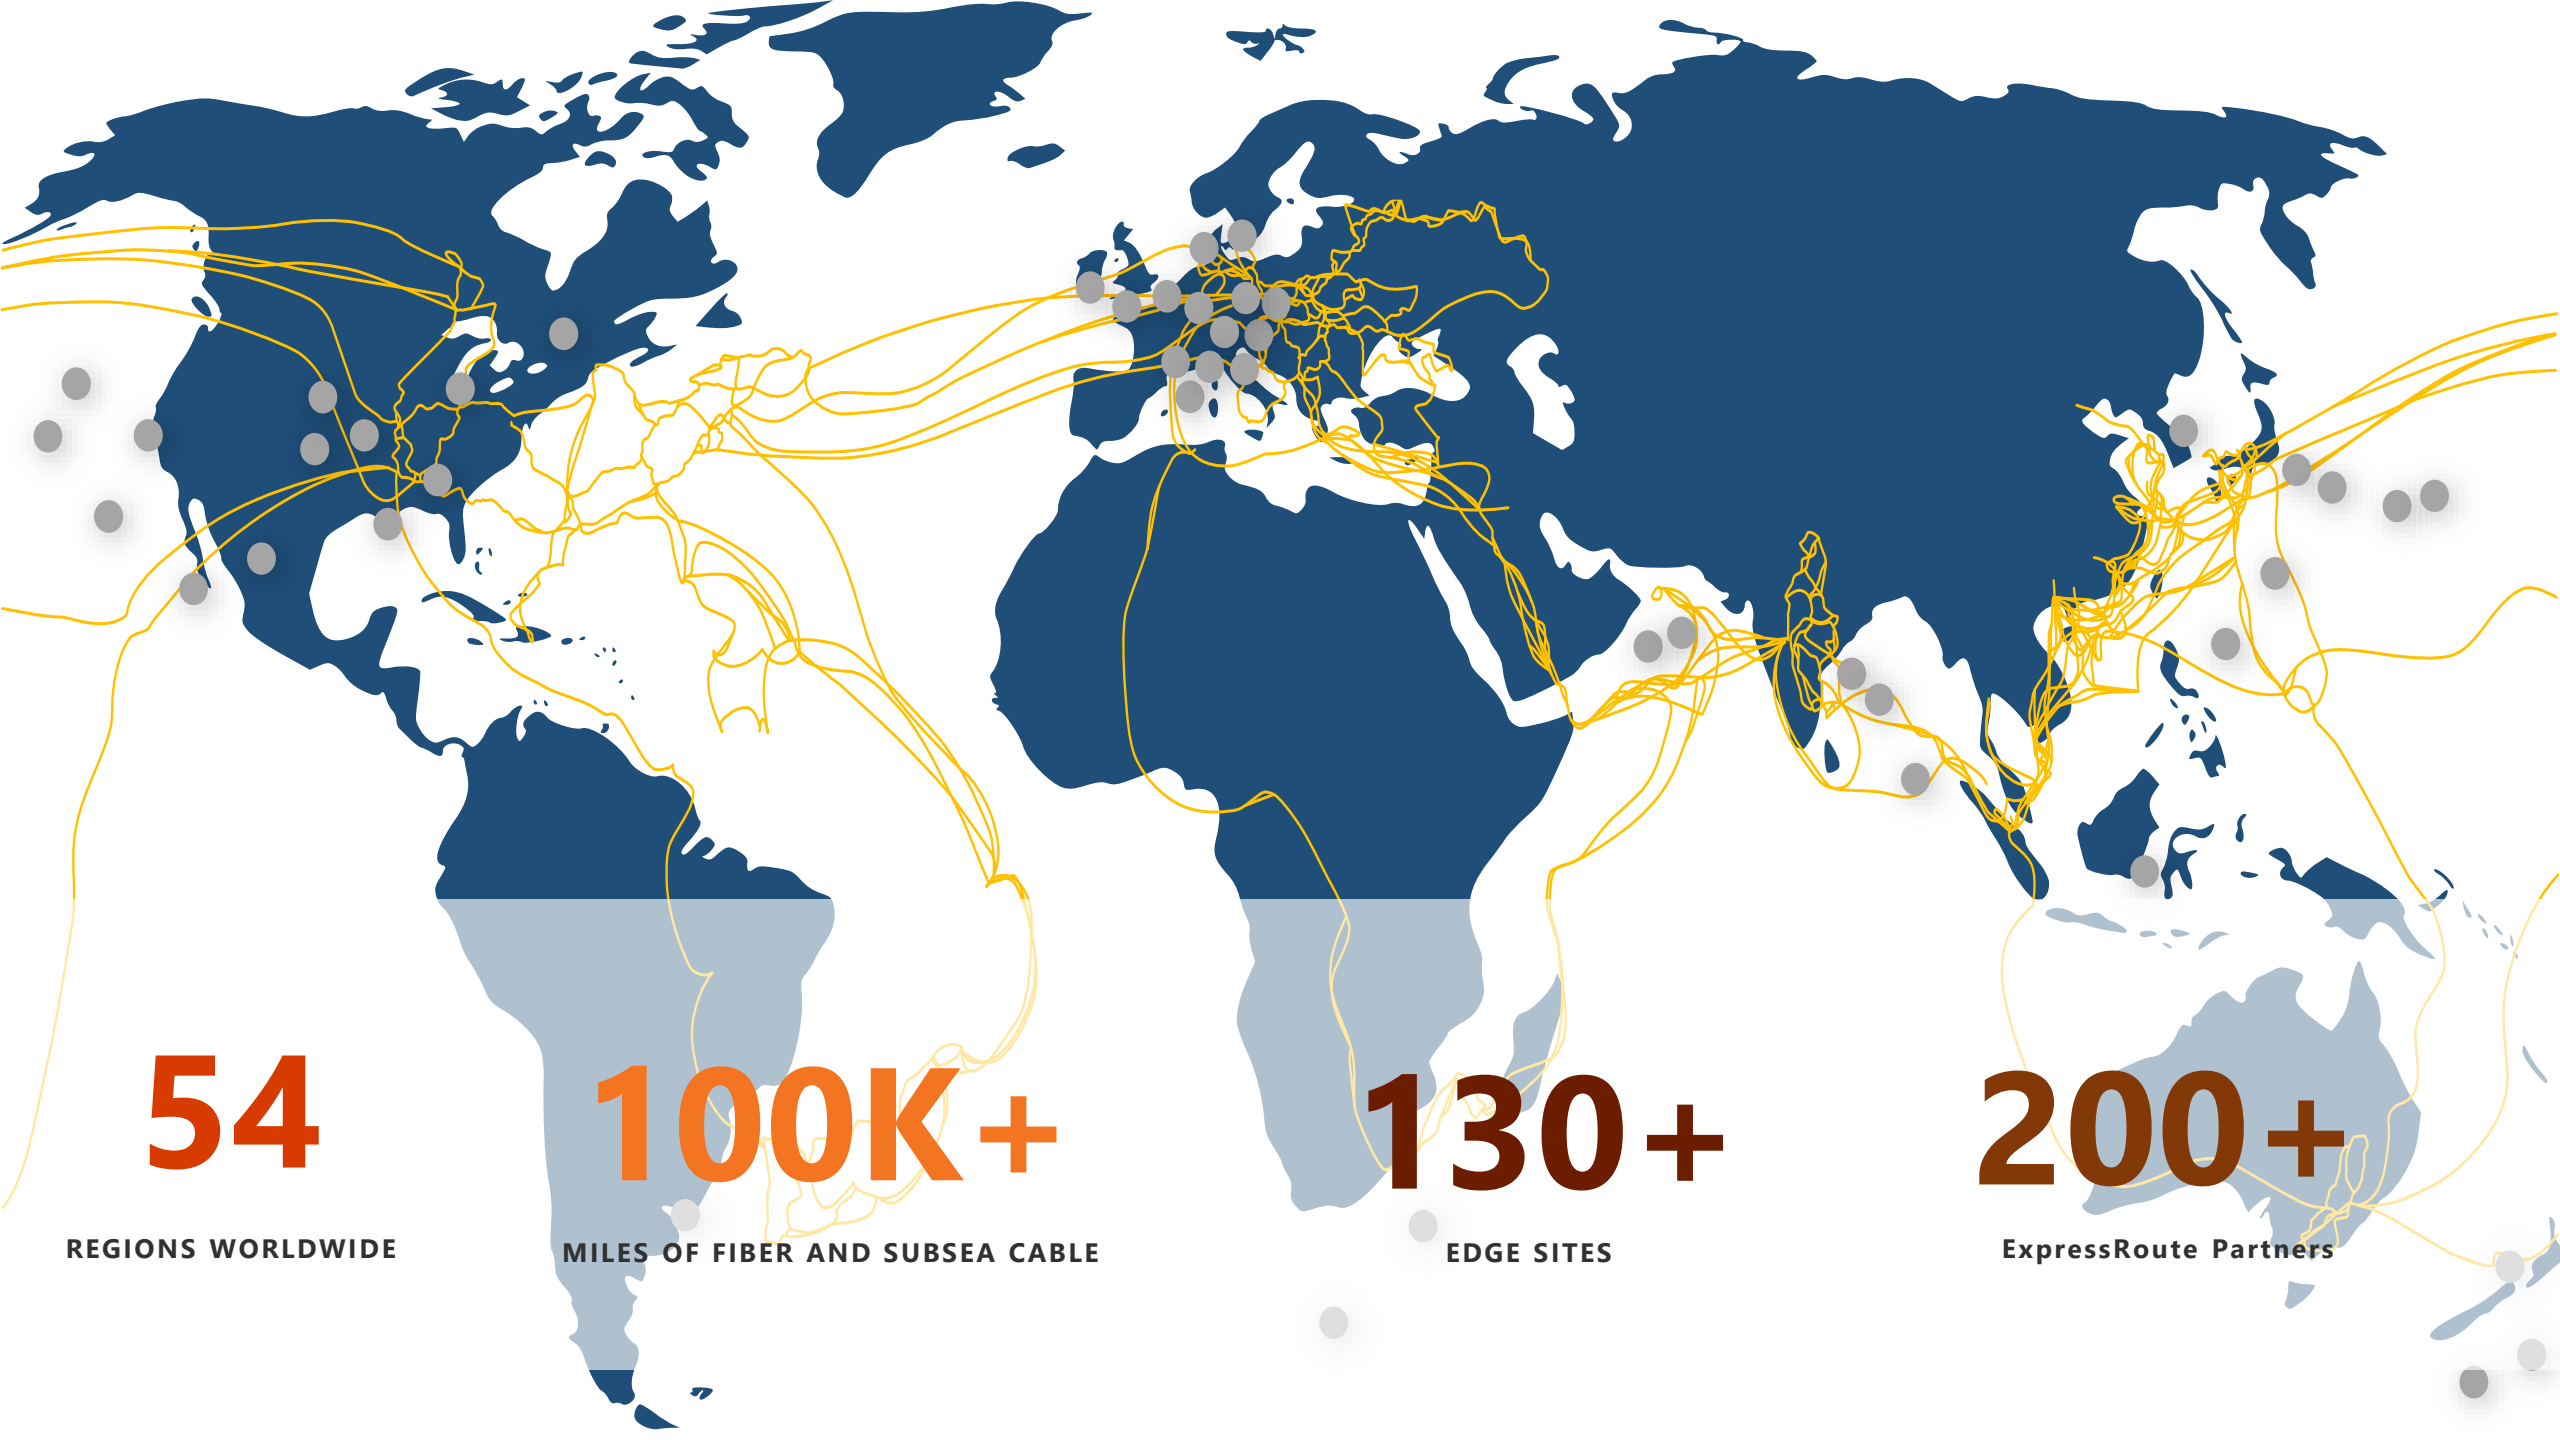 54
REGIONS WORLDWIDE
100K+
MILES OF FIBER AND SUBSEA CABLE
130+
EDGE SITES
200+
ExpressRoute Partners